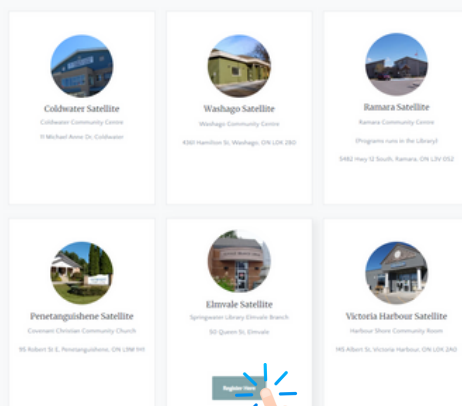 Coldwater Satellite
Coldwater Community Centre
11 Michael Anne Dr, Coldwater
Washago Satellite
Washago Community Centre
4361 Hamilton St, Washago, ON L0K 2B0
Ramara Satellite
Ramara Community Centre
(Programs runs in the Library)
5482 Hwy 12 South, Ramara, ON L3V 0S2
Penetanguishene Satellite
Covenant Christian Community Church
Robert St E, Penetanguishene, ON L9M
Elmvale Satellite
Springwater Library Elmvale Branch
50 Queen St, Elmvale
Register Here
Victoria Harbour Satellite
Harbour Shore Community Room
Albert St, Victoria Harbour, ON L0K 2A0